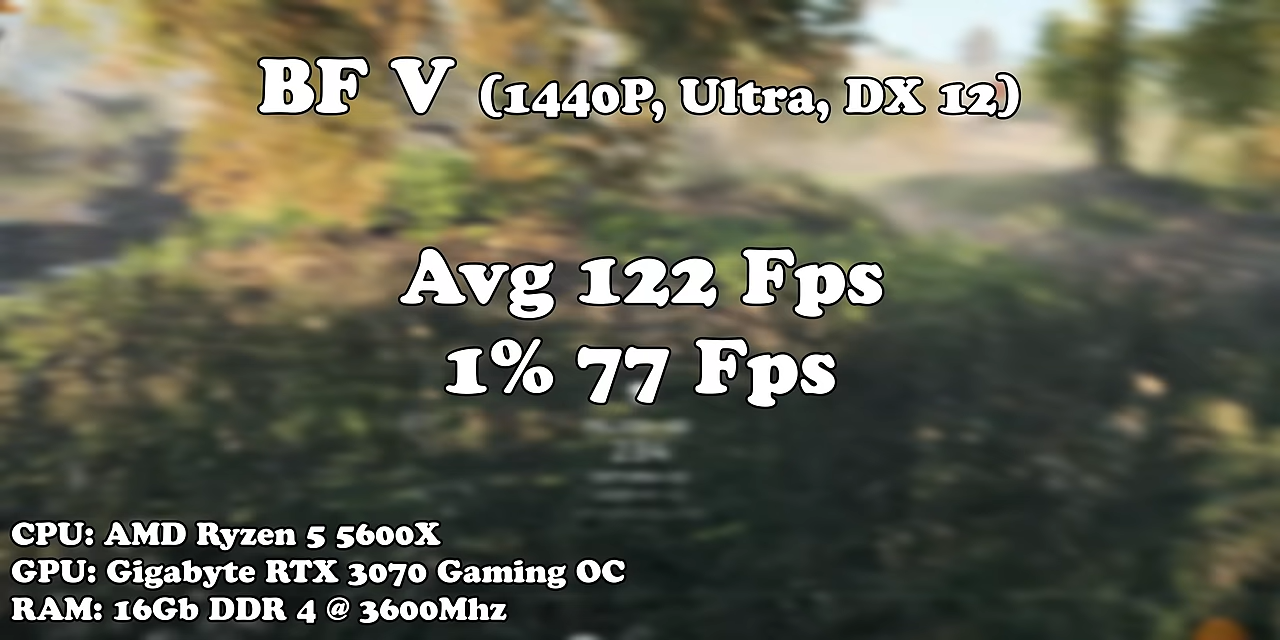 BF V (1440P, Ultra, DX 12)
Avg 122 Fps
1% 77 Fps
CPU: AMD Ryzen 5 5600X
GPU: Gigabyte RTX 3070 Gaming OC
RAM: 16Gb DDR 4 @ 3600Mhz